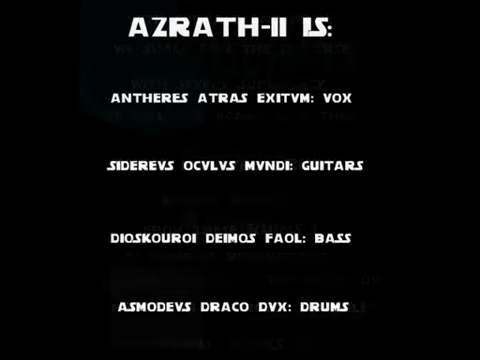 AZRATH-II IS:
ANTHERES ATRAS EXITVM: VOX
SIDEREVS OCVLVS MVNDI: GUITARS
DIOSKOUROI DEIMOS FAOL: BASS
ASMODEVS DRACO DVX: DRUMS